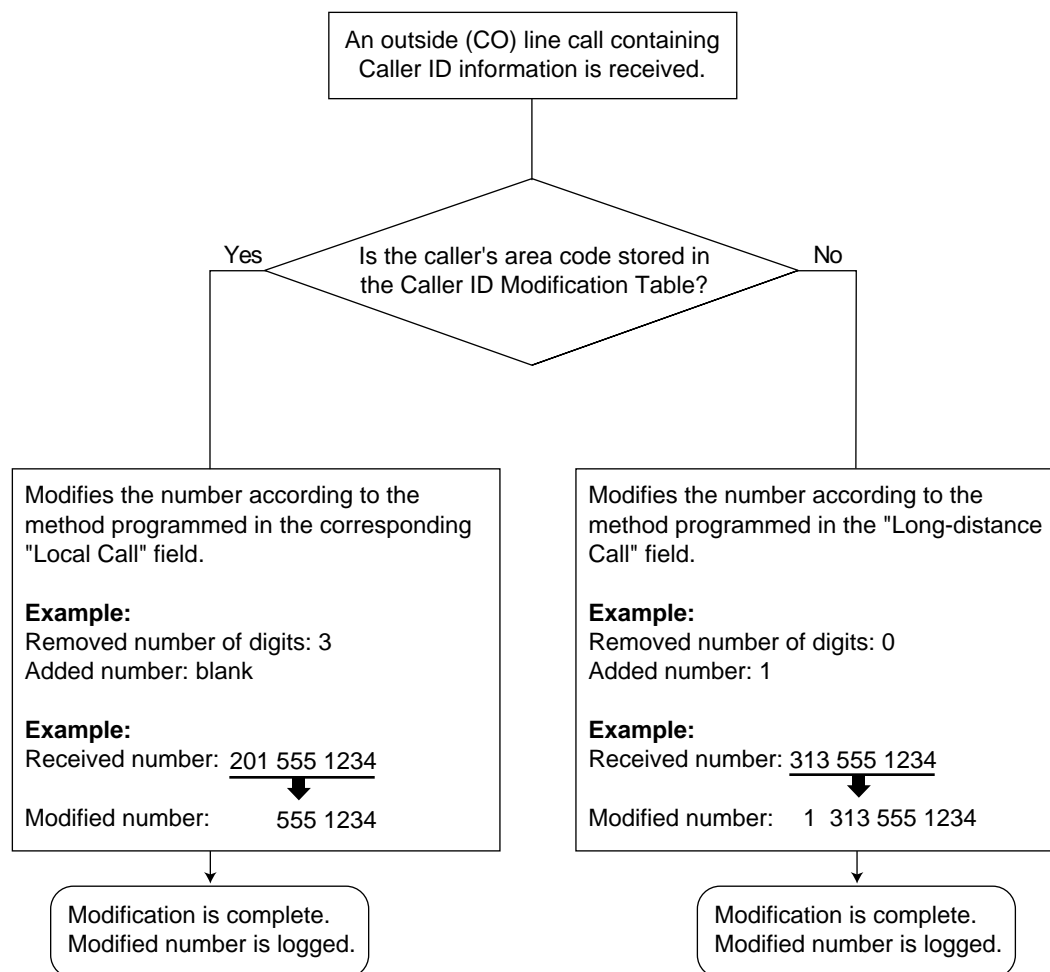 An outside (CO) line call containing
Caller ID information is received.
Is the caller's area code stored in
the Caller ID Modification Table?
Yes
No
Modifies the number according to the
method programmed in the corresponding
"Local Call" field.
Example:
Removed number of digits: 3
Added number: blank
Example:
Received number: 201 555 1234
Modified number: 555 1234
Modification is complete.
Modified number is logged.
Modifies the number according to the
method programmed in the "Long-distance
Call" field.
Example:
Removed number of digits: 0
Added number: 1
Example:
Received number: 313 555 1234
Modified number: 1 313 555 1234
Modification is complete.
Modified number is logged.